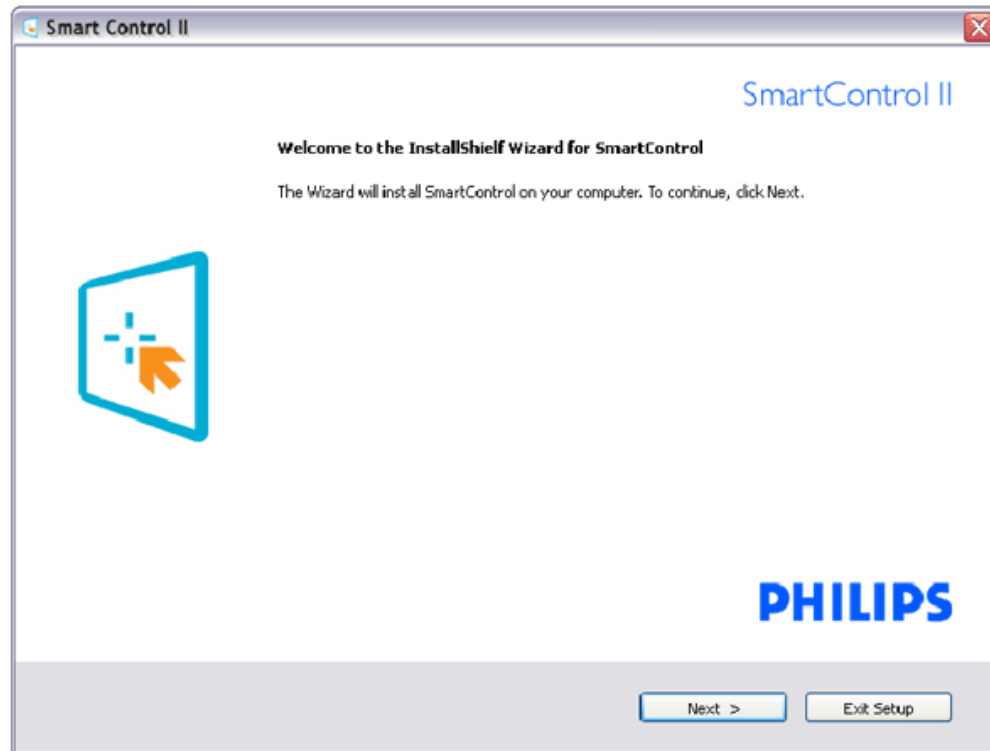 Smart Control II
SmartControl II
Welcome to the InstallShielf Wizard for SmartControl
The Wizard will install SmartControl on your computer. To continue, click Next.
PHILIPS
Next >
Exit Setup